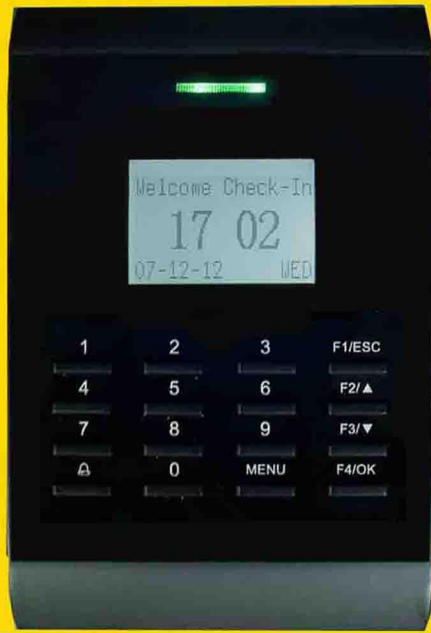 Welcome Check-In
17 02
07-12-12 WED
1 2 3 F1/ESC
4 5 6 F2/▲
7 8 9 F3/▼
0 MENU F4/OK